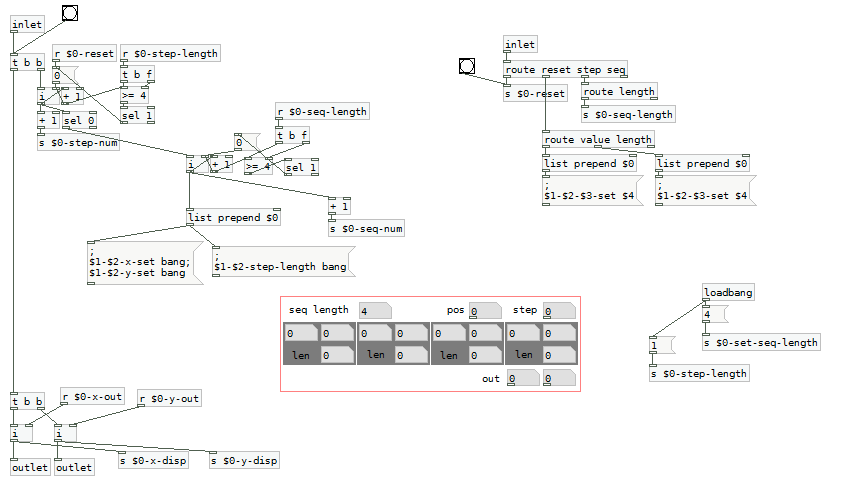 inlet
t b b
r $0-reset
r $0-step-length
0
t b f
i
+ 1
>= 4
+ 1
sel 0
sel 1
s $0-step-num
r $0-seq-length
0
t b f
i
+ 1
>= 4
sel 1
+ 1
s $0-seq-num
list prepend $0
;
$1-$2-x-set bang;
$1-$2-y-set bang
;
$1-$2-step-length bang
inlet
route reset step seq
s $0-reset
route length
s $0-seq-length
route value length
list prepend $0
list prepend $0
;
$1-$2-$3-set $4
;
$1-$2-3-set $4
seq length 4 pos 0 step 0
0 0 0 0 0 0 0 0
len 0 len 0 len 0 len 0
out 0 0
loadbang
4
1
s $0-set-seq-length
s $0-step-length
t b b
r $0-x-out
r $0-y-out
i
i
s $0-x-disp
s $0-y-disp
outlet
outlet